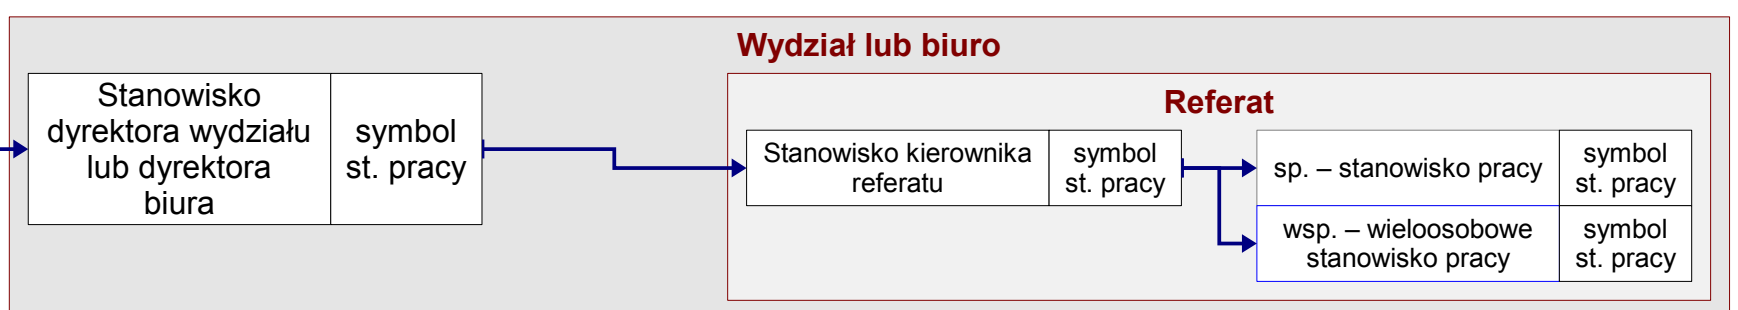 Wydział lub biuro
Stanowisko
dyrektora wydziału
lub dyrektora
biura
symbol
st. pracy
Referat
Stanowisko kierownika
referatu
symbol
st. pracy
sp. – stanowisko pracy
symbol
st. pracy
wsp. – wieloosobowe
stanowisko pracy
symbol
st. pracy